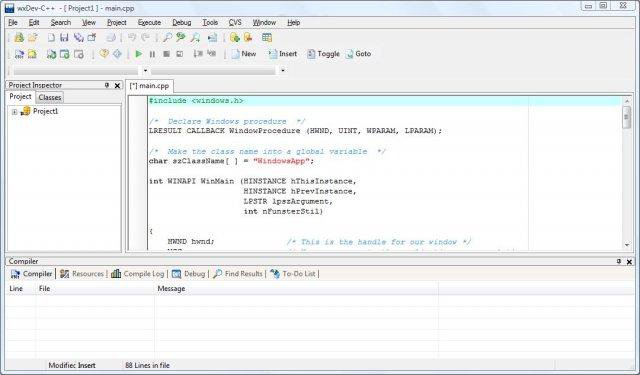 wxDev-C++ - [ Project1 ] - main.cpp
File Edit Search View Project Execute Debug Tools CVS Window Help
New Insert Toggle Goto
Project Inspector
Project Classes
Project1
[*] main.cpp
#include <windows.h>
/* Declare Windows procedure */
LRESULT CALLBACK WindowProcedure (HWND, UINT, WPARAM, LPARAM);
/* Make the class name into a global variable */
char szClassName[ ] = "WindowsApp";
int WINAPI WinMain (HINSTANCE hThisInstance,
HINSTANCE hPrevInstance,
LPSTR lpszArgument,
int nFunsterStil)
{
HWND hwnd; /* This is the handle for our window */
Compiler
Compiler Resources Compile Log Debug Find Results To-Do List
Line File Message
Modified Insert 88 Lines in file